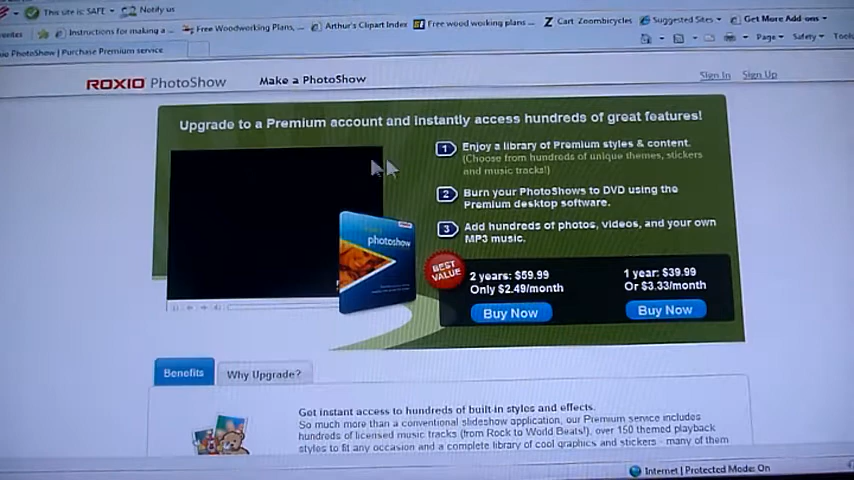 This site is SAFE
Notify us
Instructions for making a ...
Free Woodworking Plans, ...
Arthur's Clipart Index
Free wood working plans ...
Cart Zoombicycles
Suggested Sites
Get More Add-ons
Page
Safety
Tools
xio PhotoShow | Purchase Premium service
ROXIO PhotoShow
Make a PhotoShow
Sign In
Sign Up
Upgrade to a Premium account and instantly access hundreds of great features!
1
Enjoy a library of Premium styles & content.
(Choose from hundreds of unique themes, stickers
and music tracks!)
2
Burn your PhotoShows to DVD using the
Premium desktop software.
3
Add hundreds of photos, videos, and your own
MP3 music.
photoshow
BEST
VALUE
2 years: $59.99
Only $2.49/month
Buy Now
1 year: $39.99
Or $3.33/month
Buy Now
Benefits
Why Upgrade?
Get instant access to hundreds of built-in styles and effects.
So much more than a conventional slideshow application, our Premium service includes
hundreds of licensed music tracks (from Rock to World Beats!), over 150 themed playback
styles to fit any occasion and a complete library of cool graphics and stickers - many of them
Internet | Protected Mode: On